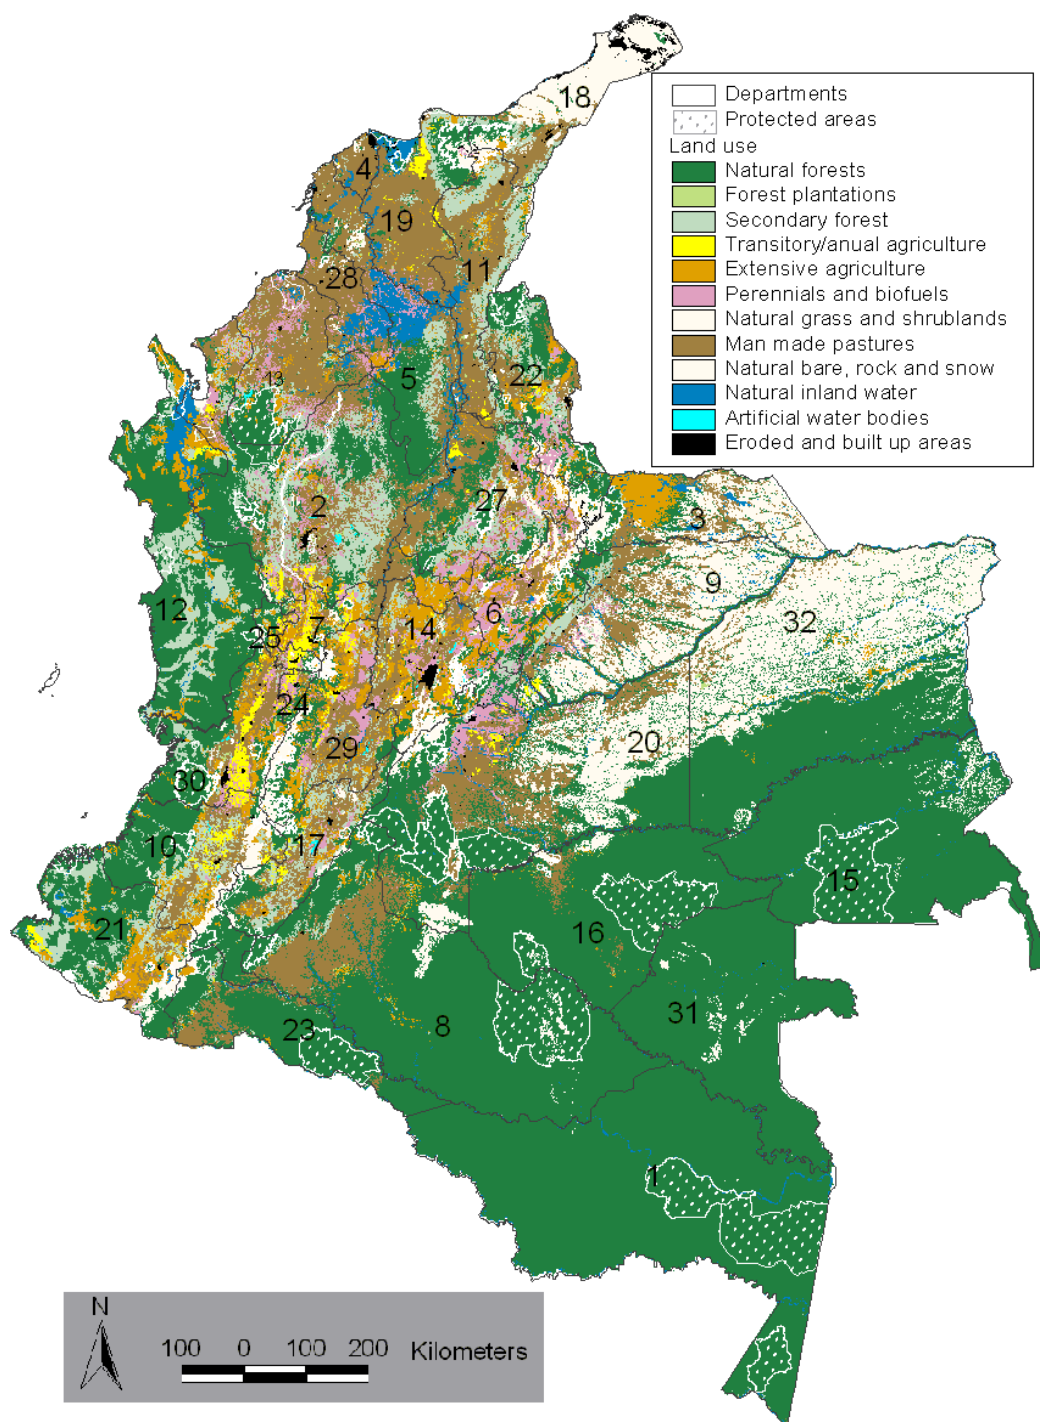 18
Departments
Protected areas
Land use
Natural forests
Forest plantations
Secondary forest
Transitory/anual agriculture
Extensive agriculture
Perennials and biofuels
Natural grass and shrublands
Man made pastures
Natural bare, rock and snow
Natural inland water
Artificial water bodies
Eroded and built up areas
4
19
28
11
13
5
22
2
27
3
9
12
25
7
14
6
32
24
29
20
30
10
17
15
21
16
23
8
31
1
N
100 0 100 200 Kilometers